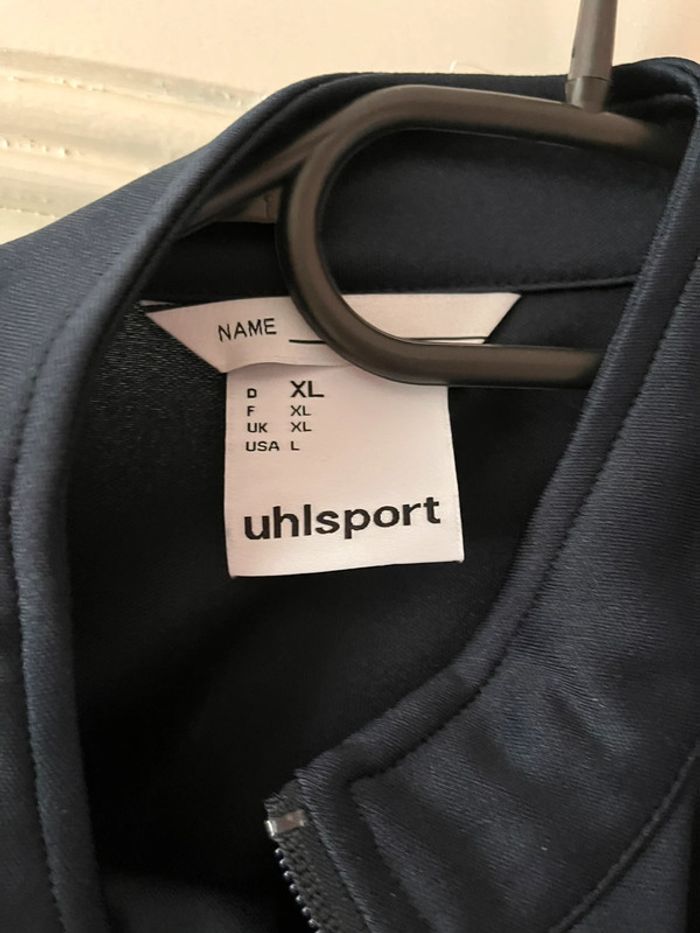 NAME
D XL
F XL
UK XL
USA L
uhlsport